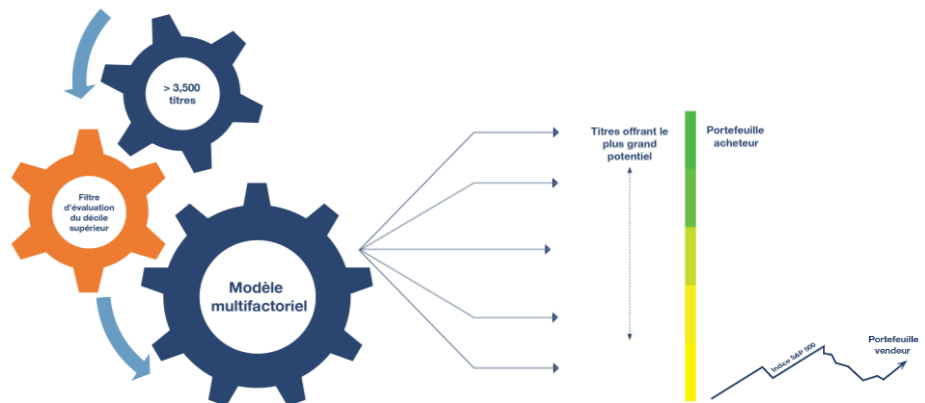 > 3,500
titres
Filtre
d'évaluation
du décile
supérieur
Modèle
multifactoriel
Titres offrant le
plus grand
potentiel
Portefeuille
acheteur
Indice S&P 500
Portefeuille
vendeur